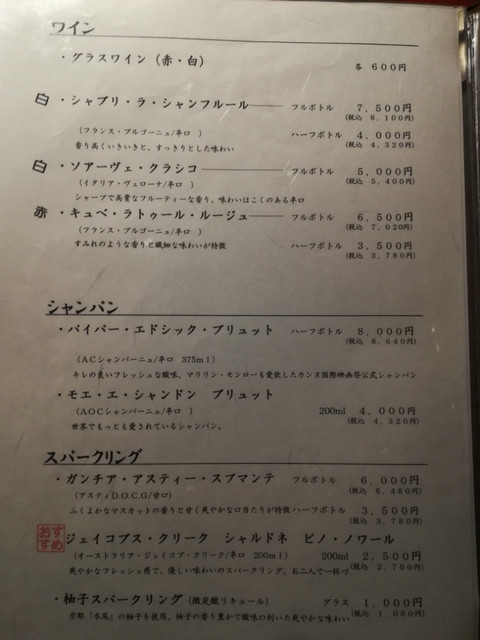 ワイン
・グラスワイン（赤・白） 各 600円
白 ・シャブリ・ラ・シャンフルール―― フルボトル 7,500円
(税込 8,100円)
（フランス・ブルゴーニュ/辛口 ） ハーフボトル 4,000円
香り高くいきいきと、すっきりとした味わい (税込 4,320円)
白 ・ソアーヴェ・クラシコ―― フルボトル 5,000円
（イタリア・ヴェローナ/辛口 ） (税込 5,400円)
シャープで高貴なフルーティーな香り。味わいはこくのある辛口
赤 ・キュベ・ラトゥール・ルージュ―― フルボトル 6,500円
（フランス・ブルゴーニュ/辛口 ） (税込 7,020円)
すみれのような香りと繊細な味わいが特徴 ハーフボトル 3,500円
(税込 3,780円)
シャンパン
・パイパー・エドシック・ブリュット ハーフボトル 8,000円
(税込 8,640円)
（ACシャンパーニュ/辛口 375ml）
キレの良いフレッシュな酸味。マリリン・モンローも愛飲したカンヌ国際映画祭公式シャンパン
・モエ・エ・シャンドン ブリュット 200ml 4,000円
（AOCシャンパーニュ/辛口 ） (税込 4,320円)
世界でもっとも愛されているシャンパン。
スパークリング
・ガンチア・アスティー・スプマンテ フルボトル 6,000円
（アスティD.O.C.G/甘口） (税込 6,480円)
ふくよかなマスカットの香りと甘く爽やかな口当たりが特徴 ハーフボトル 3,500円
(税込 3,780円)
おすすめ ジェイコブス・クリーク シャルドネ ピノ・ノワール
（オーストラリア・ジェイコブ・クリーク/辛口 200ml） 200ml 2,500円
爽やかなフレッシュ感で、優しい味わいのスパークリング。お二人で一杯づつ (税込 2,700円)
・柚子スパークリング（微炭酸リキュール） グラス 1,000円
京都「水尾」の柚子を使用。柚子の香り豊かで酸味の利いた爽やかな味わい (税込 1,080円)